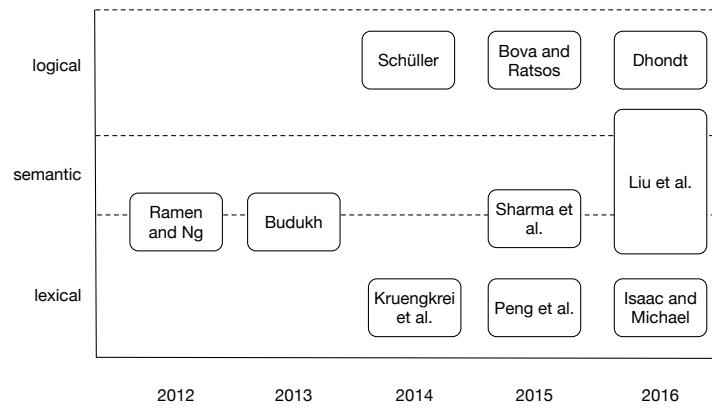 logical
Schüller
Bova and
Ratsos
Dhondt
semantic
Liu et al.
Ramen
and Ng
Budukh
Sharma et
al.
lexical
Kruengkrei
et al.
Peng et al.
Isaac and
Michael
2012
2013
2014
2015
2016